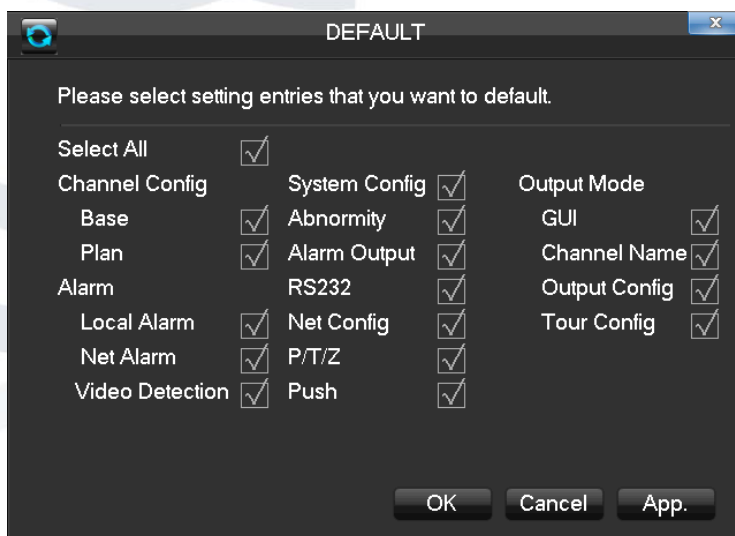 DEFAULT
x
Please select setting entries that you want to default.
Select All
Channel Config System Config Output Mode
Base Abnormity GUI
Plan Alarm Output Channel Name
Alarm RS232 Output Config
Local Alarm Net Config Tour Config
Net Alarm P/T/Z
Video Detection Push
OK Cancel App.